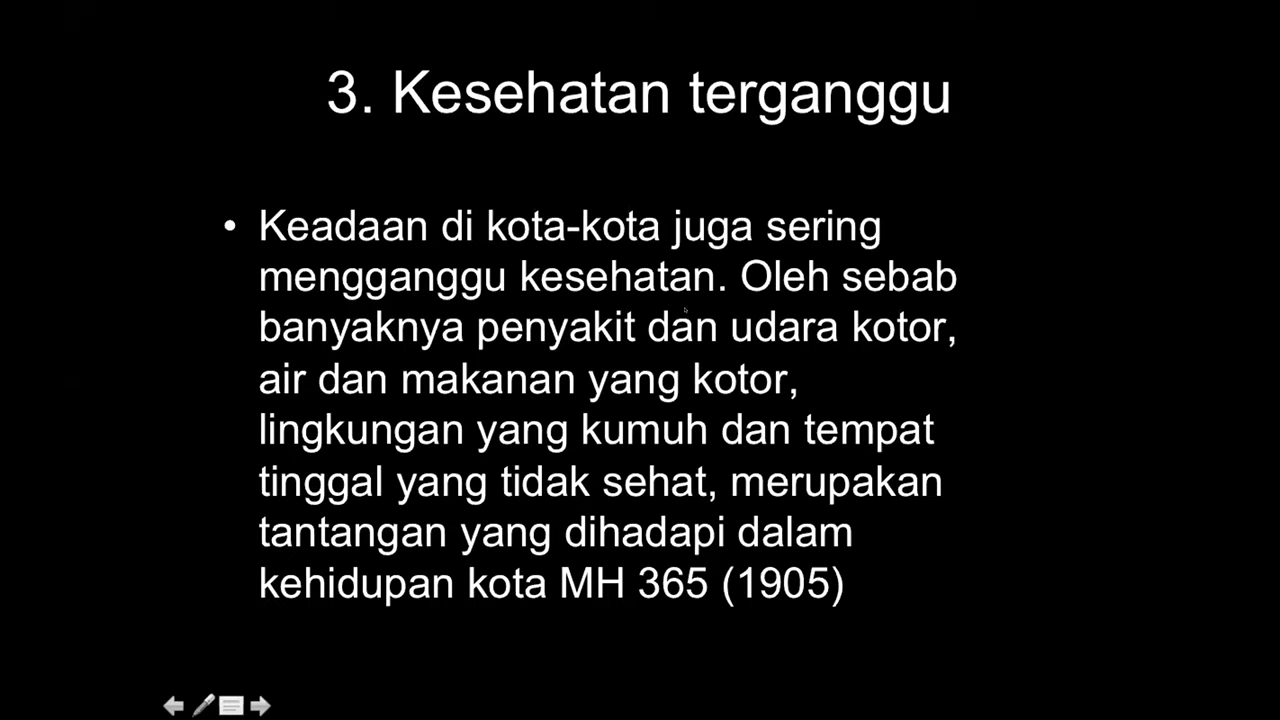 3. Kesehatan terganggu
• Keadaan di kota-kota juga sering
mengganggu kesehatan. Oleh sebab
banyaknya penyakit dan udara kotor,
air dan makanan yang kotor,
lingkungan yang kumuh dan tempat
tinggal yang tidak sehat, merupakan
tantangan yang dihadapi dalam
kehidupan kota MH 365 (1905)